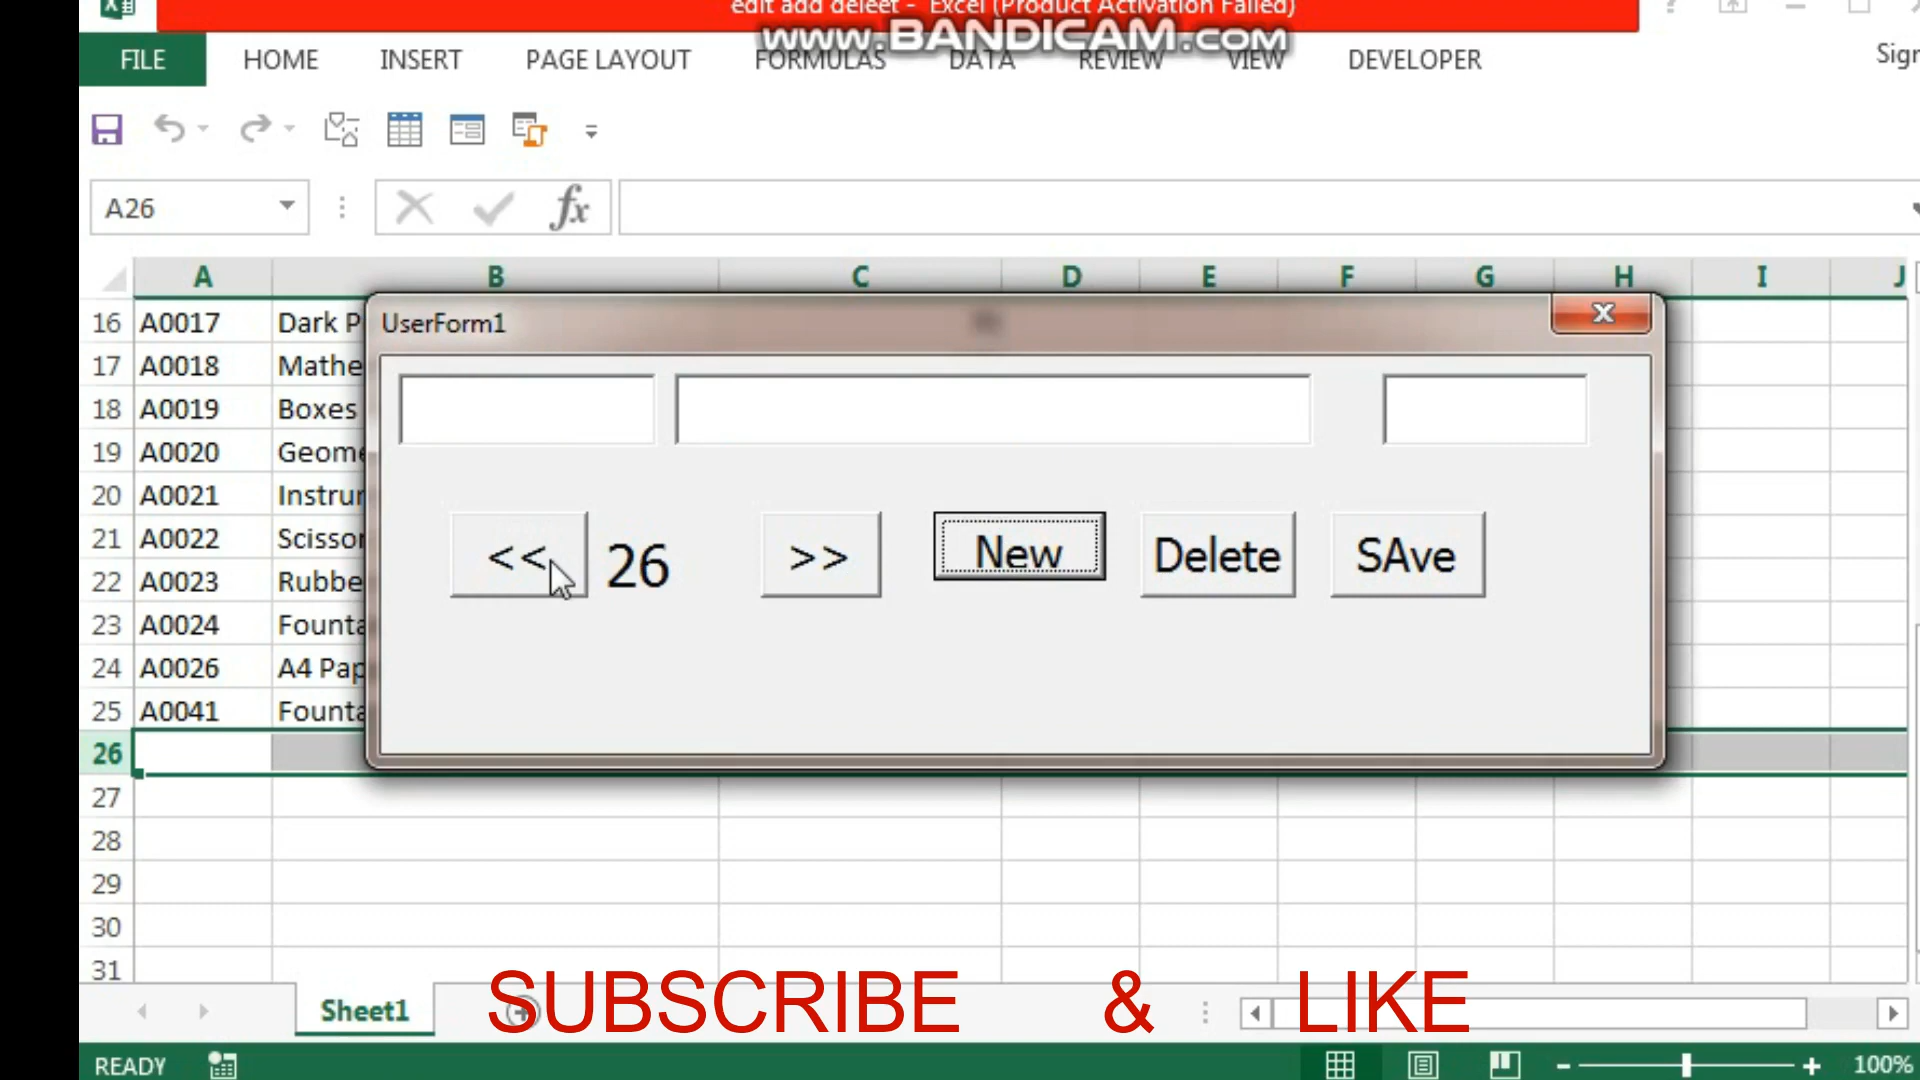 edit add deleet - Excel (Product Activation Failed)
www.BANDICAM.com
FILE HOME INSERT PAGE LAYOUT FORMULAS DATA REVIEW VIEW DEVELOPER
A26 fx
A B C D E F G H I J
16 A0017 Dark
17 A0018
18 A0019 Boxes
19 A0020
20 A0021
21 A0022
22 A0023
23 A0024
24 A0026 A4
25 A0041
26
27
28
29
30
31
UserForm1
<< 26 >> New Delete SAve
Sheet1
SUBSCRIBE & LIKE
READY 100%